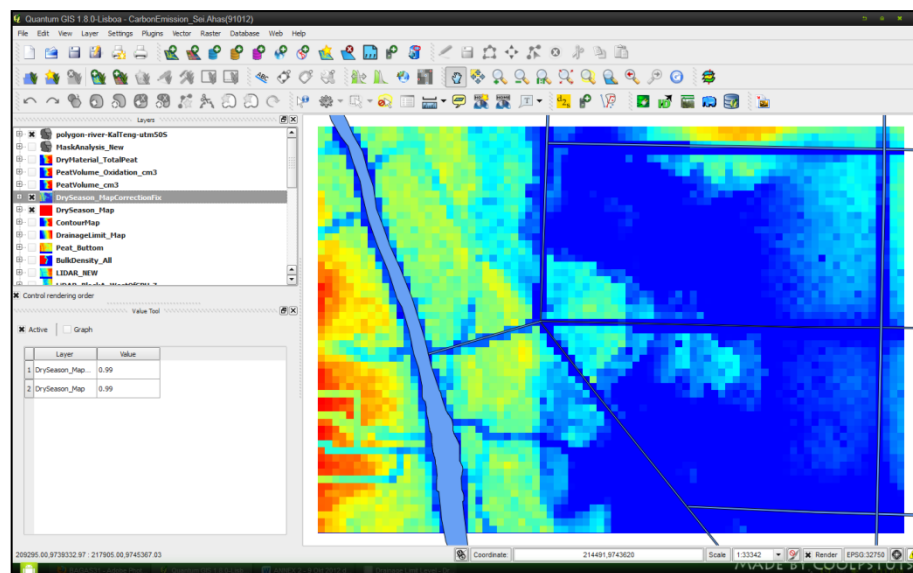 Quantum GIS 1.8.0-Lisboa - CarbonEmission_Sei.Ahas(91012)
File Edit View Layer Settings Plugins Vector Raster Database Web Help
Layers
polygon-river-KalTeng-utm50S
MaskAnalysis_New
DryMaterial_TotalPeat
PeatVolume_Oxidation_cm3
PeatVolume_cm3
DrySeason_MapCorrectionFix
DrySeason_Map
ContourMap
DrainageLimit_Map
Peat_Buttom
BulkDensity_All
LIDAR_NEW
Control rendering order
Value Tool
Active Graph
Layer Value
1 DrySeason_Map... 0.99
2 DrySeason_Map 0.99
209295.00,9739332.97 : 217905.00,9745367.03
Coordinate: 214491,9743620 Scale 1:33342 Render EPSG:32750
MADE BY COOLPSTUTS